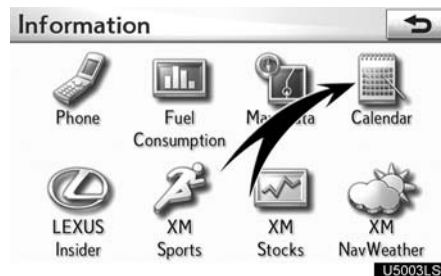 Information
Phone
Fuel
Consumption
Calendar
LEXUS
Insider
XM
Sports
XM
Stocks
XM
NavWeather
U5003LS